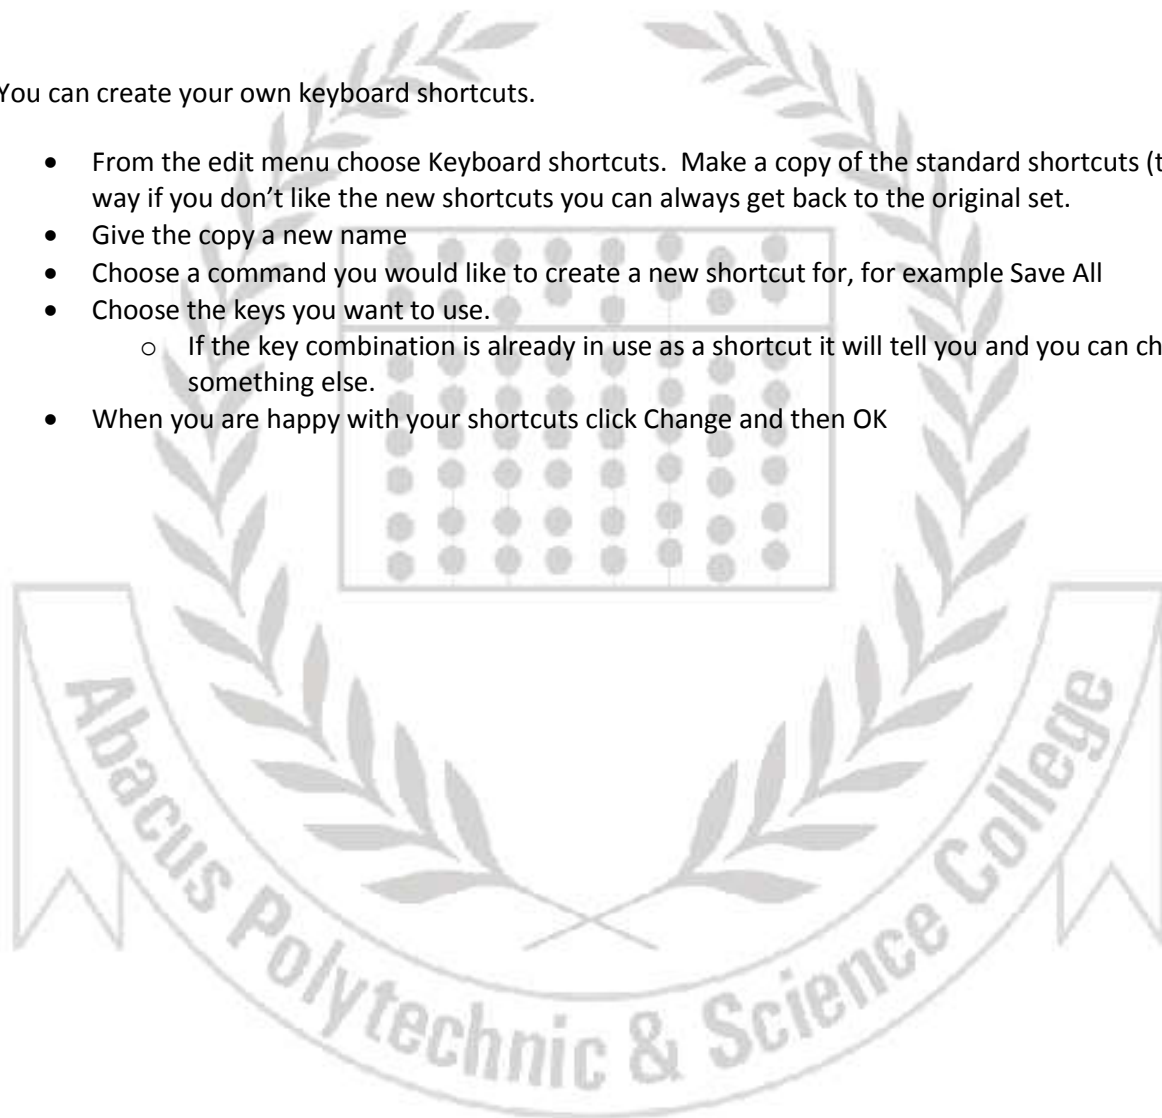 You can create your own keyboard shortcuts.
• From the edit menu choose Keyboard shortcuts. Make a copy of the standard shortcuts (t
way if you don’t like the new shortcuts you can always get back to the original set.
• Give the copy a new name
• Choose a command you would like to create a new shortcut for, for example Save All
• Choose the keys you want to use.
o If the key combination is already in use as a shortcut it will tell you and you can ch
something else.
• When you are happy with your shortcuts click Change and then OK
Abacus Polytechnic & Science College